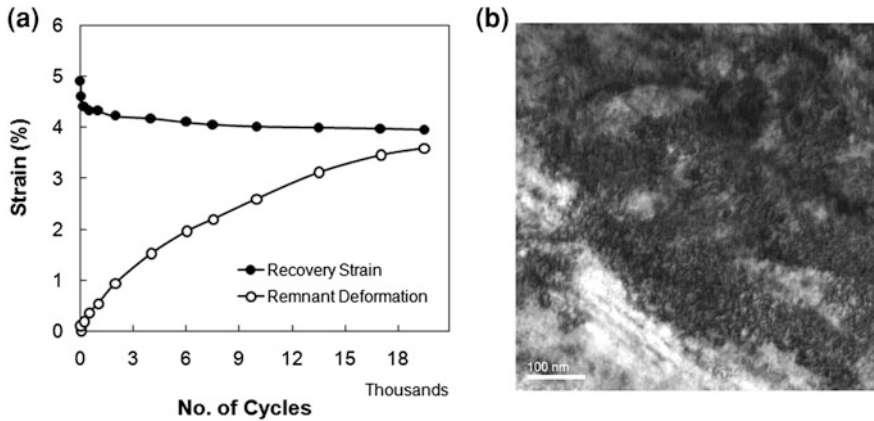 (a)
6
5
4
3
2
1
0
Strain (%)
Recovery Strain
Remnant Deformation
0 3 6 9 12 15 18
Thousands
No. of Cycles
(b)
100 nm